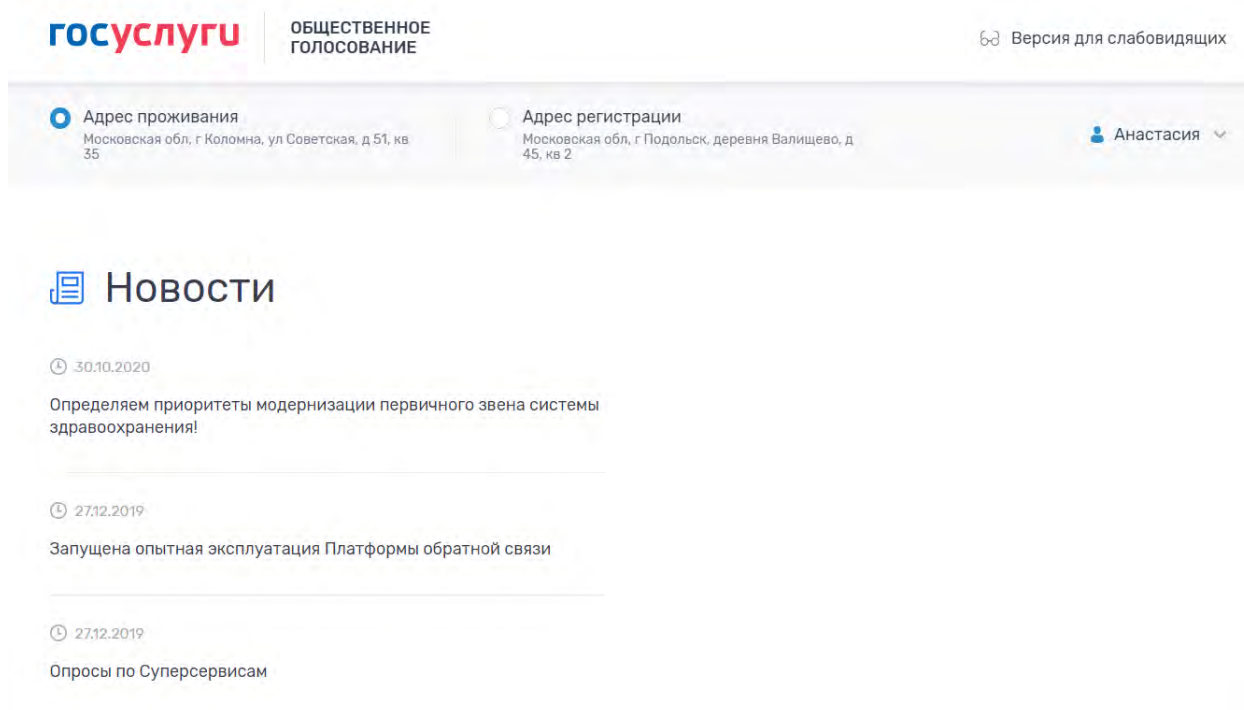 госуслуги
ОБЩЕСТВЕННОЕ
ГОЛОСОВАНИЕ
Версия для слабовидящих
Адрес проживания
Московская обл, г Коломна, ул Советская, д 51, кв
35
Адрес регистрации
Московская обл, г Подольск, деревня Валищево, д
45, кв 2
Анастасия
Новости
30.10.2020
Определяем приоритеты модернизации первичного звена системы
здравоохранения!
27.12.2019
Запущена опытная эксплуатация Платформы обратной связи
27.12.2019
Опросы по Суперсервисам